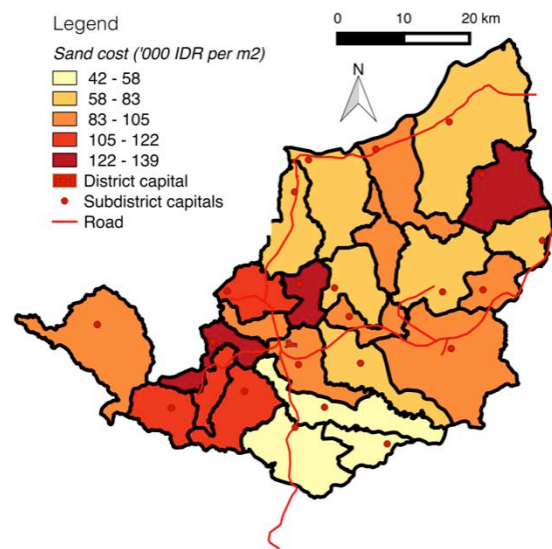 Legend
Sand cost ('000 IDR per m2)
42 - 58
58 - 83
83 - 105
105 - 122
122 - 139
District capital
Subdistrict capitals
Road
0 10 20 km
N